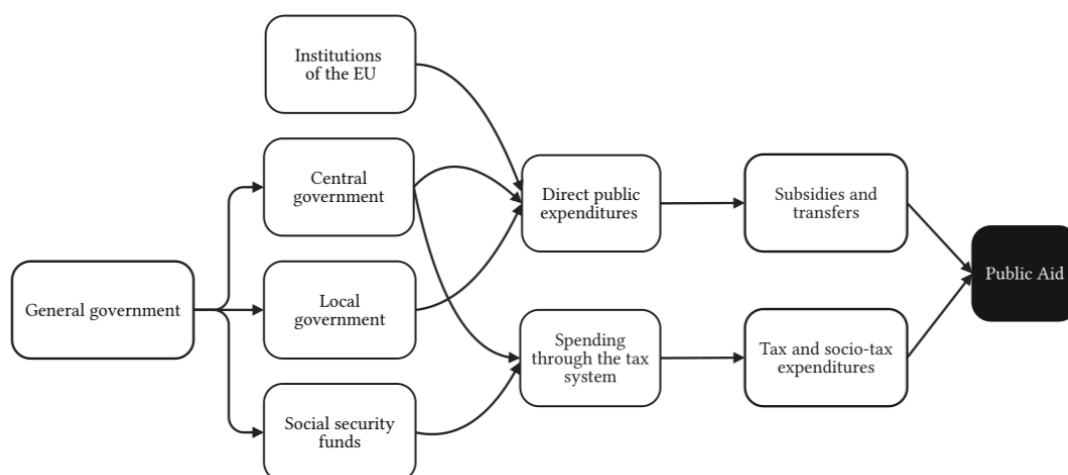 Institutions
of the EU
Central
government
Direct public
expenditures
Subsidies and
transfers
Public Aid
General government
Local
government
Spending
through the tax
system
Tax and socio-tax
expenditures
Social security
funds